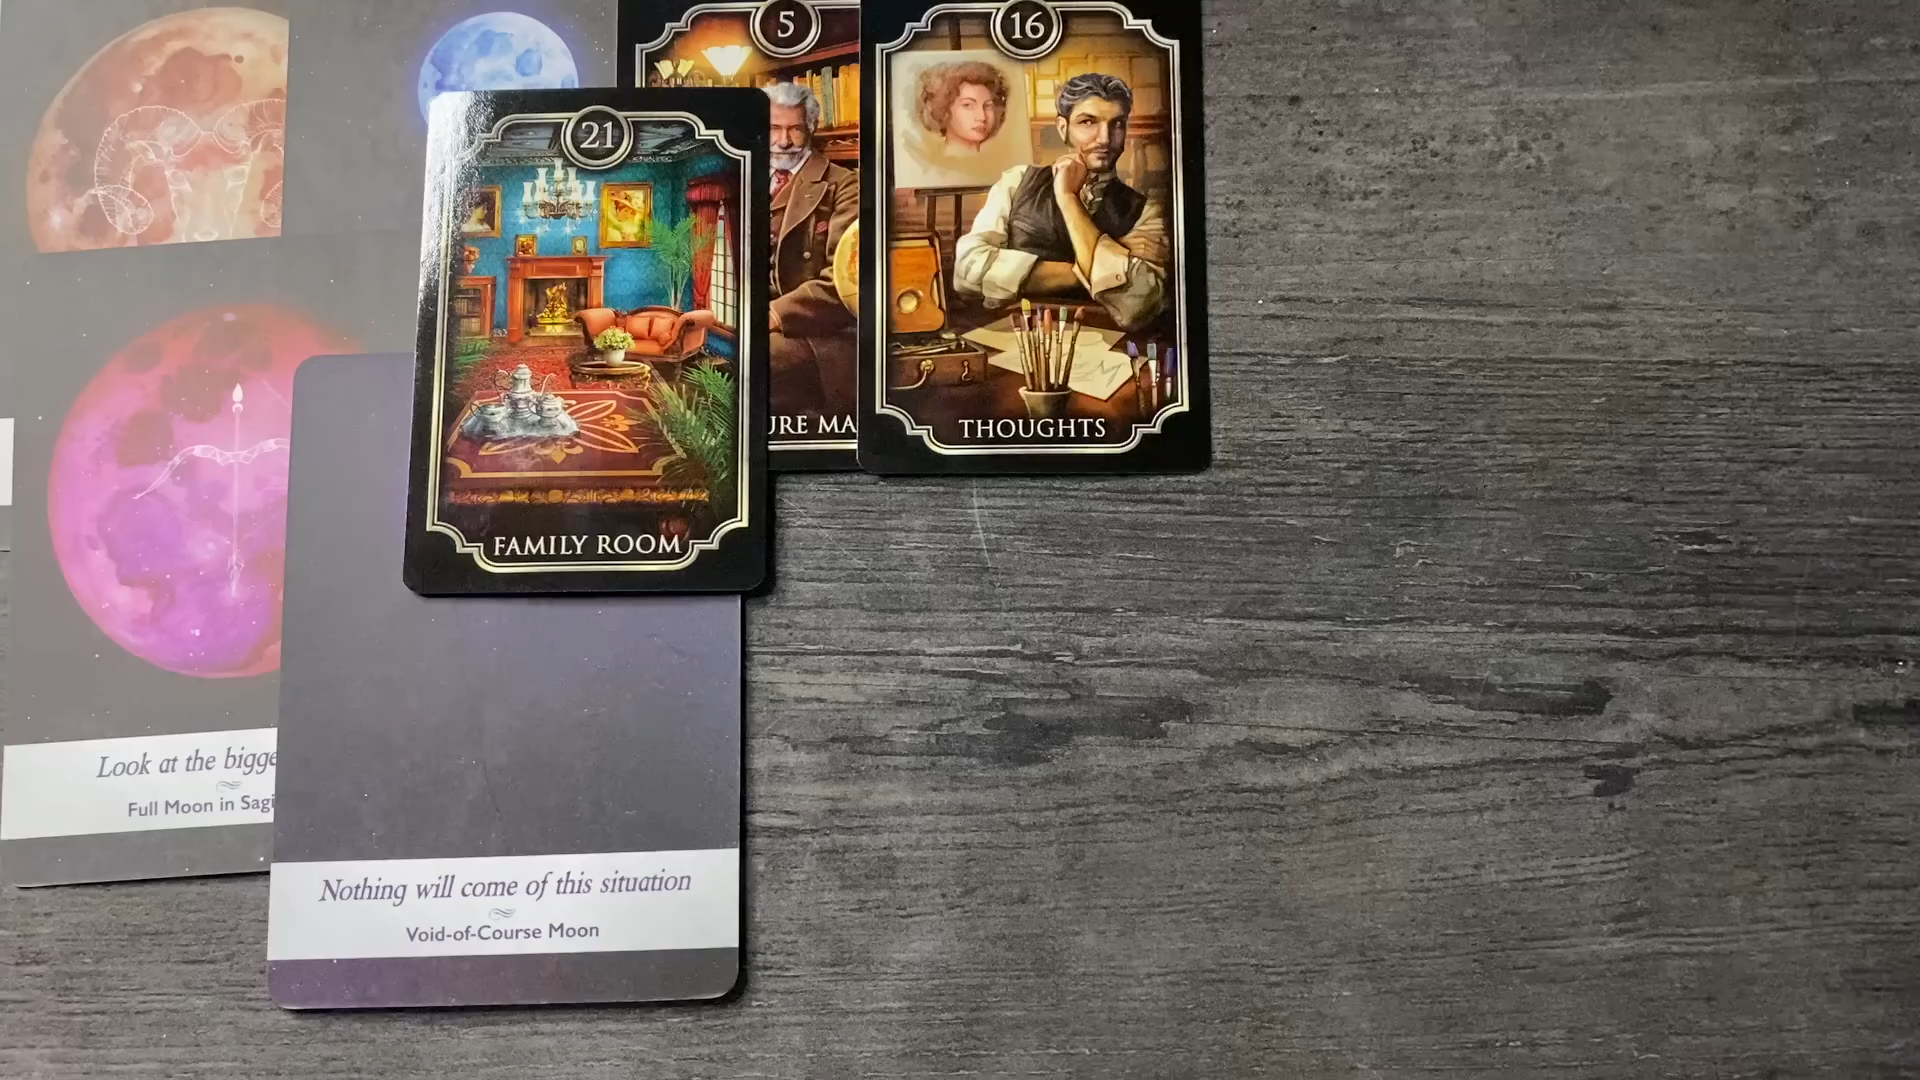 5
16
21
URE MA
THOUGHTS
FAMILY ROOM
Look at the bigge
Full Moon in Sagi
Nothing will come of this situation
Void-of-Course Moon